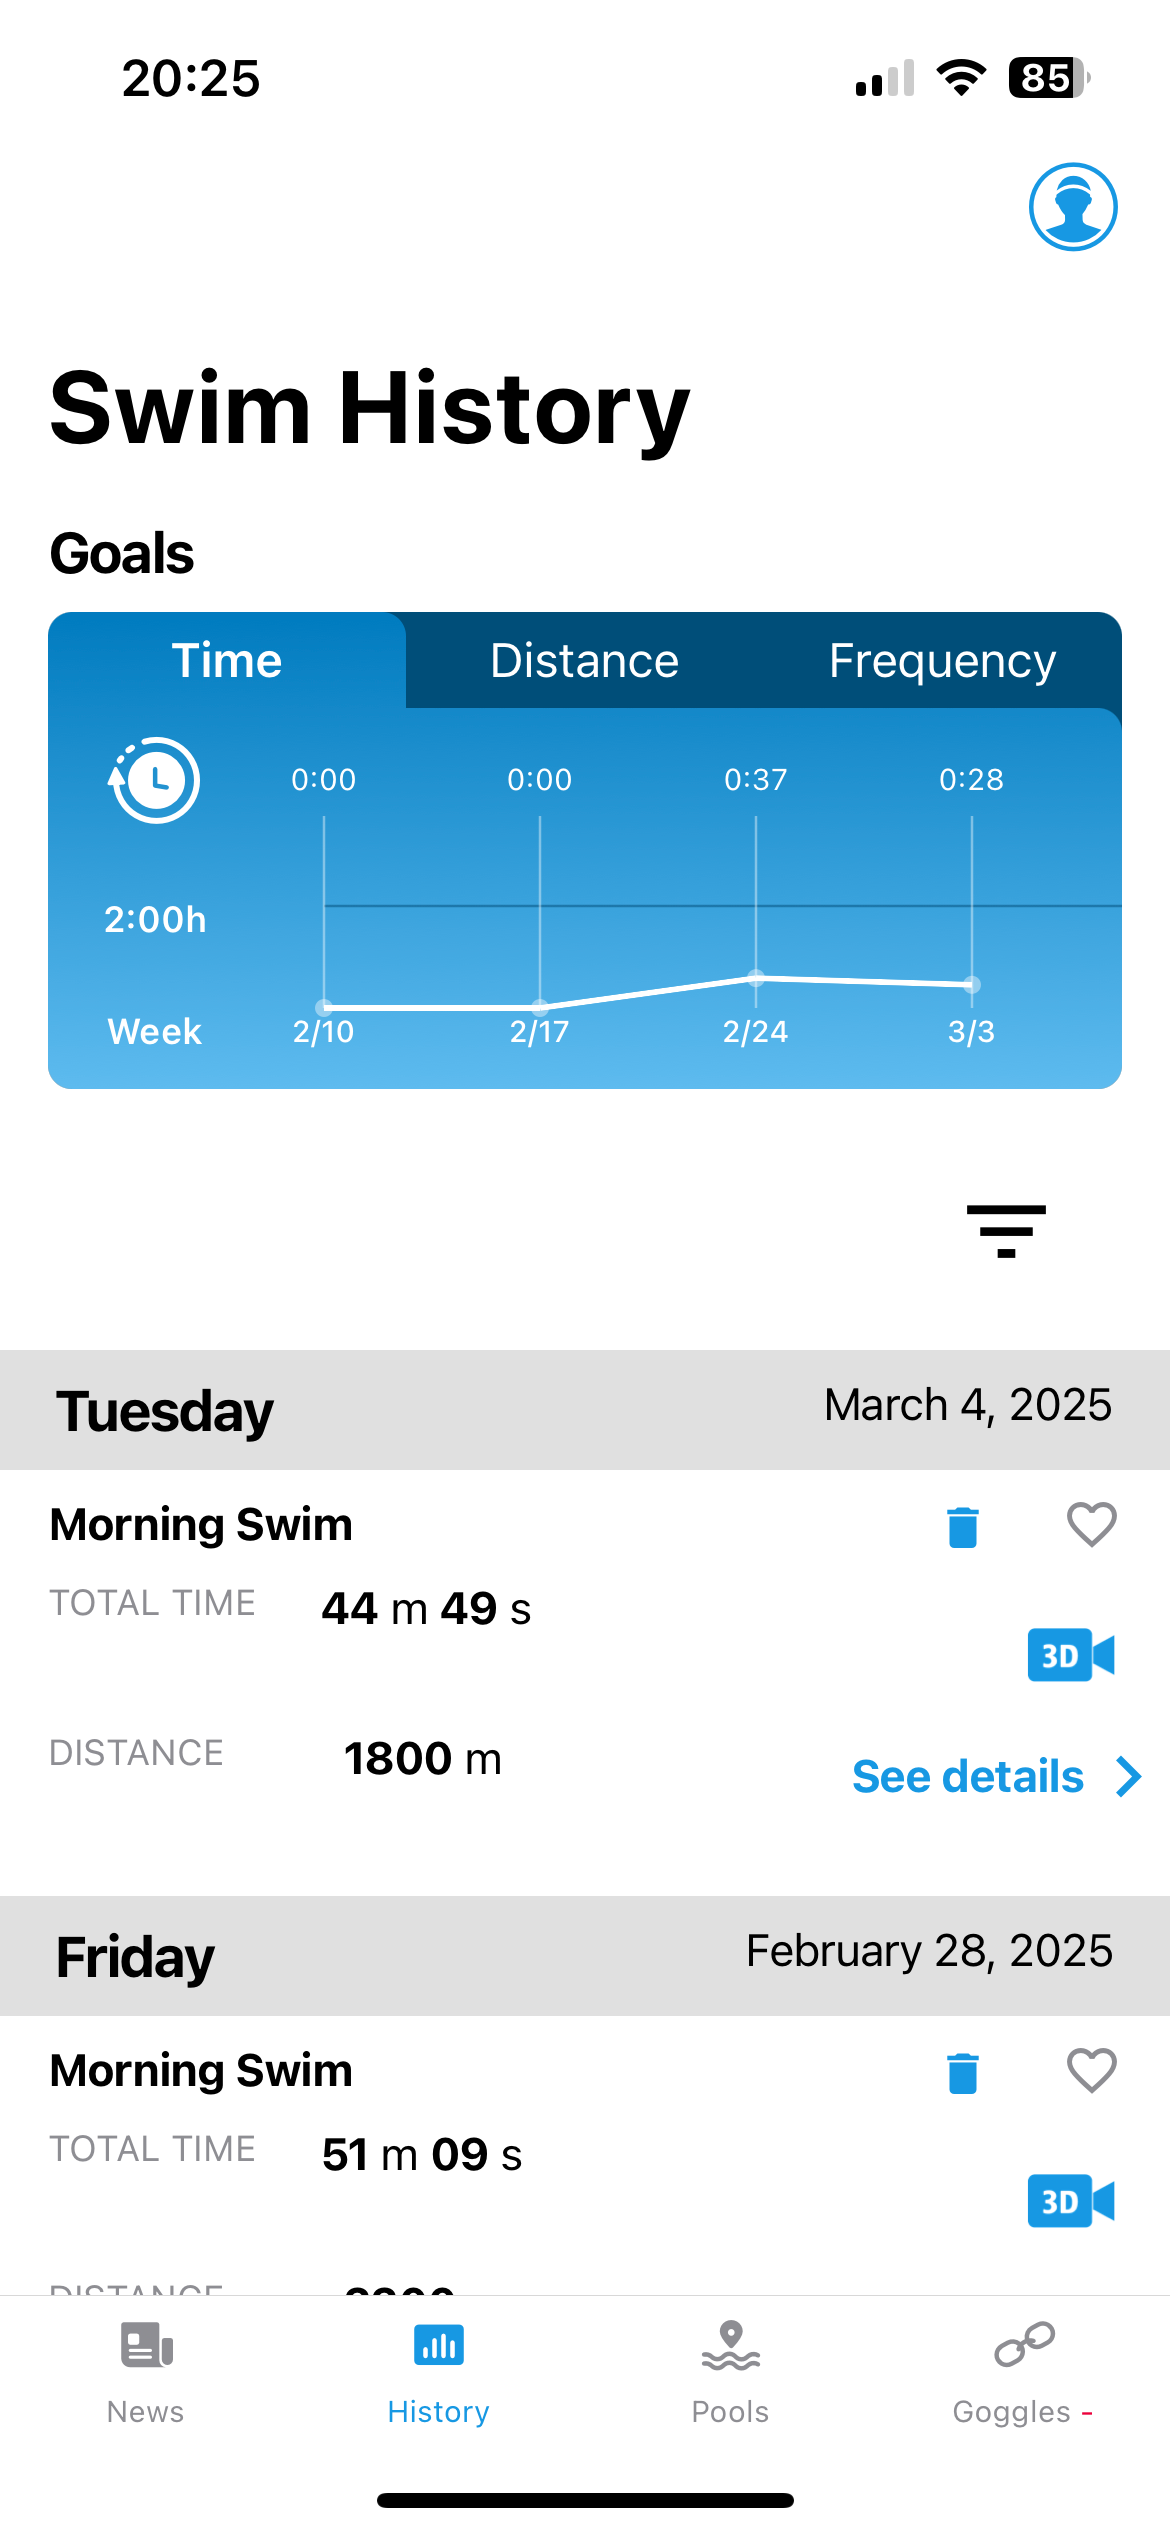 20:25
85
Swim History
Goals
Time Distance Frequency
0:00 0:00 0:37 0:28
2:00h
Week 2/10 2/17 2/24 3/3
Tuesday March 4, 2025
Morning Swim
TOTAL TIME 44 m 49 s
3D
DISTANCE 1800 m
See details
Friday February 28, 2025
Morning Swim
TOTAL TIME 51 m 09 s
3D
DISTANCE
News History Pools Goggles -